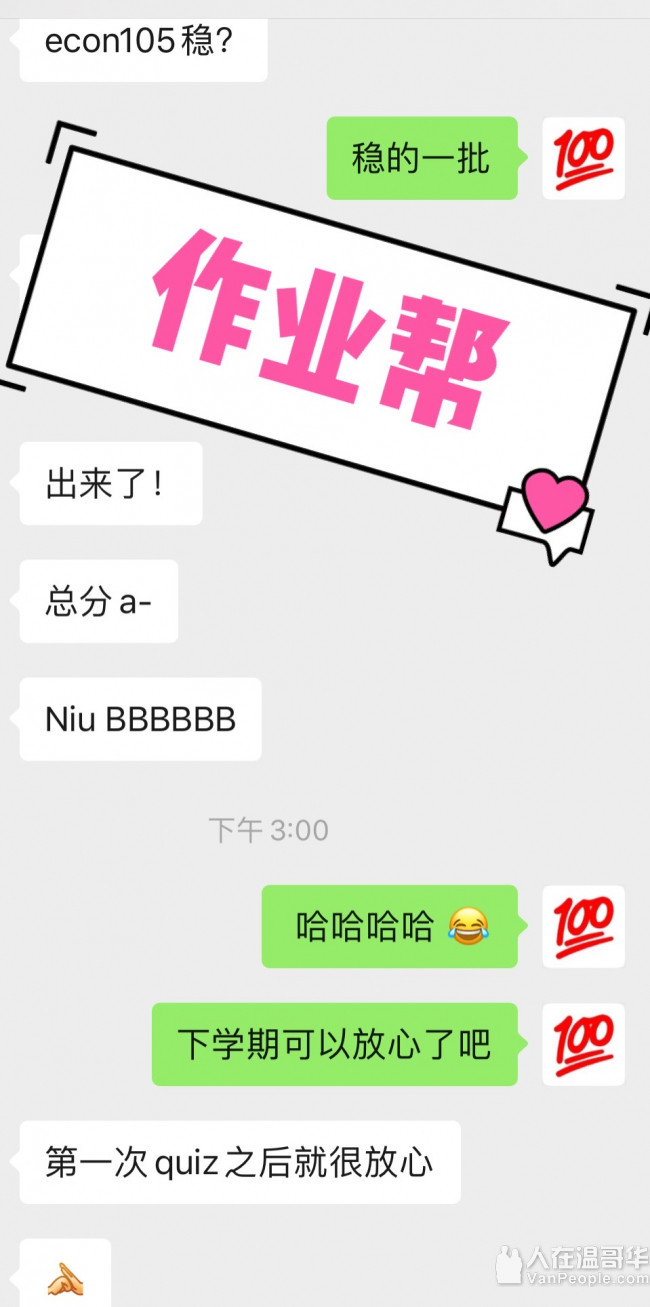 econ105稳?
稳的一批
💯
作业帮
出来了!
总分a-
Niu BBBBBB
下午 3:00
哈哈哈哈 😂
💯
下学期可以放心了吧
💯
第一次quiz之后就很放心
人在温哥华
VanPeople.com